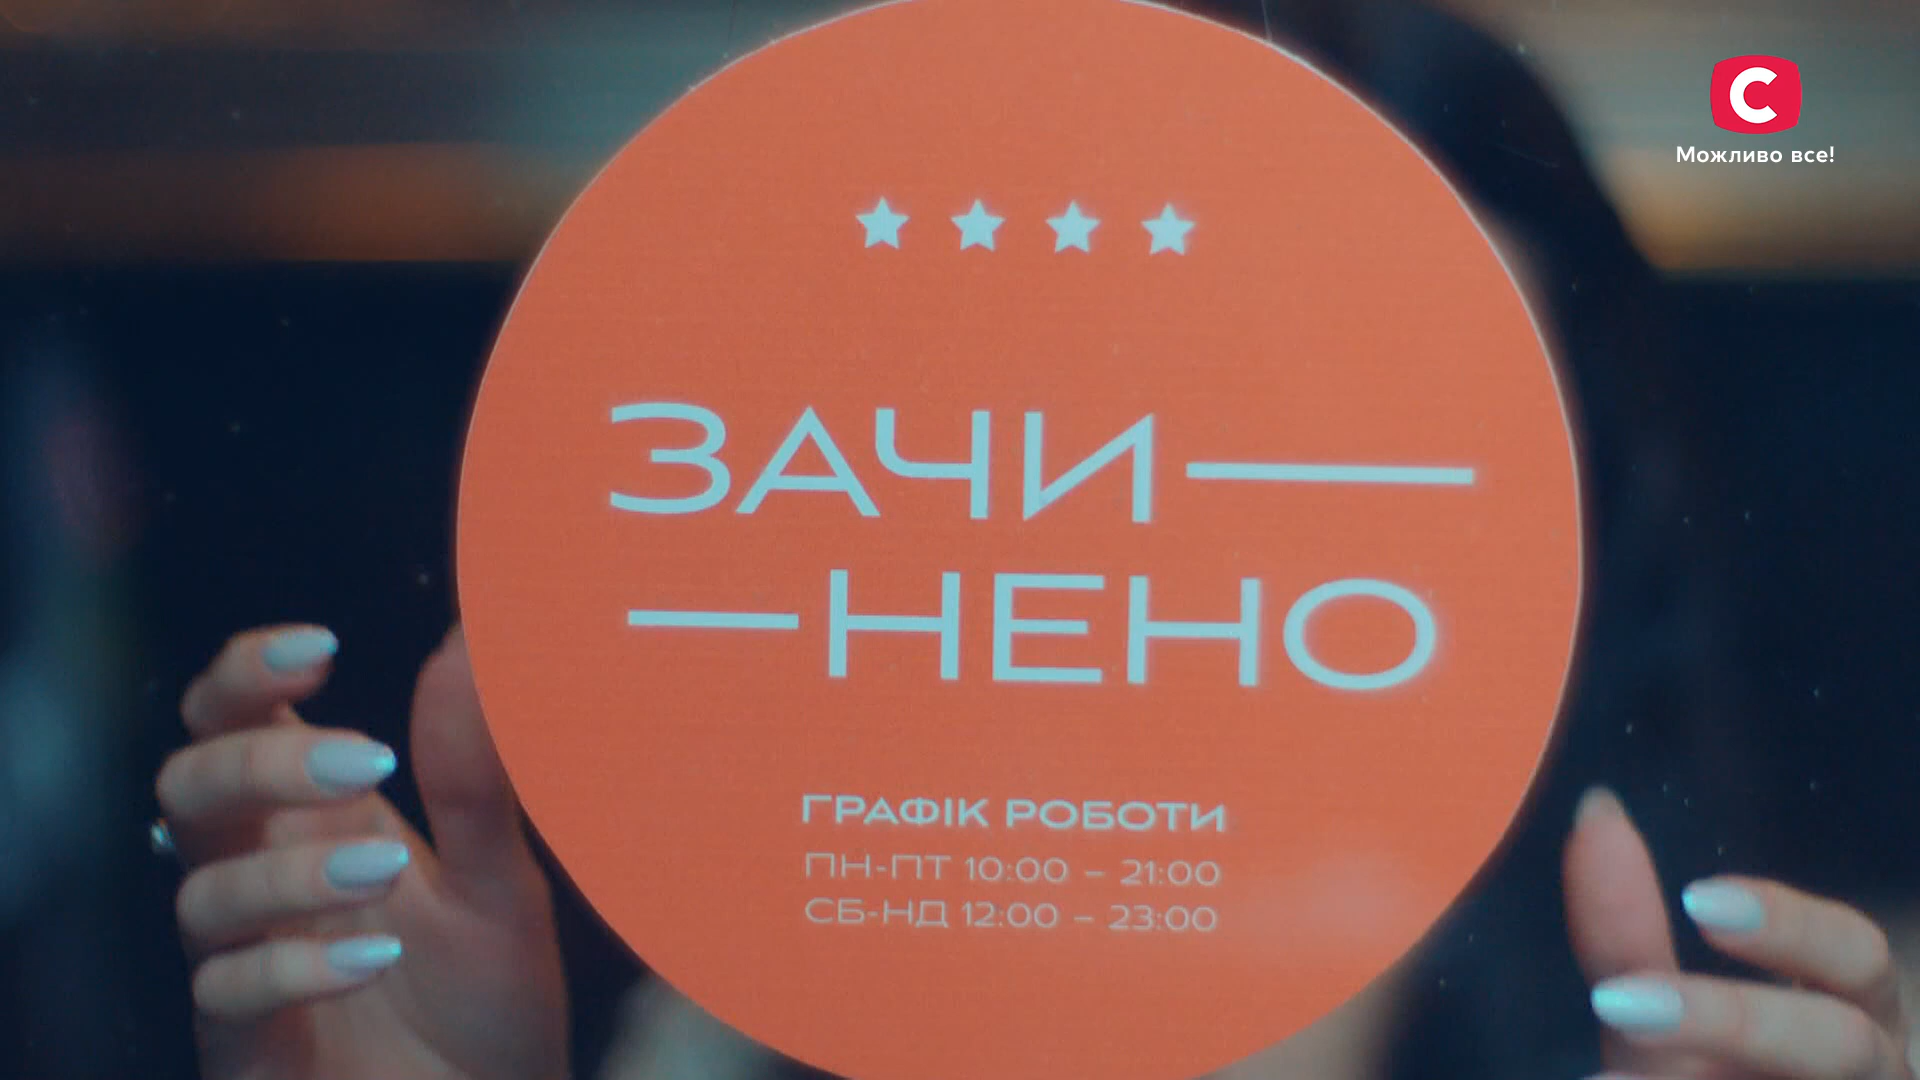 С
Можливо все!
ЗАЧИ—
—НЕНО
ГРАФІК РОБОТИ
ПН-ПТ 10:00 – 21:00
СБ-НД 12:00 – 23:00